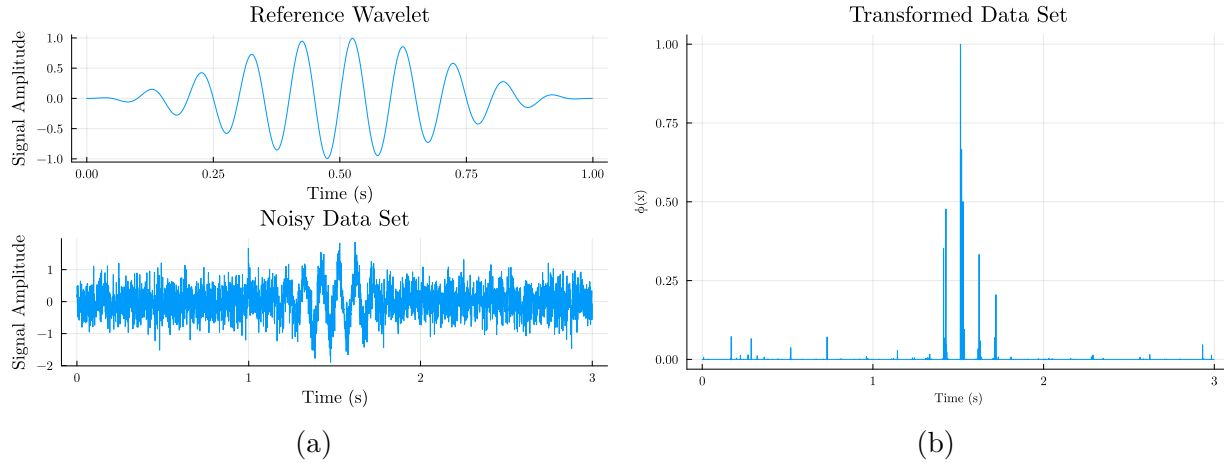 Reference Wavelet
Signal Amplitude
1.0
0.5
0.0
−0.5
−1.0
0.00 0.25 0.50 0.75 1.00
Time (s)
Noisy Data Set
Signal Amplitude
1
0
−1
−2
0 1 2 3
Time (s)
(a)
Transformed Data Set
ϕ(x)
1.00
0.75
0.50
0.25
0.00
0 1 2 3
Time (s)
(b)